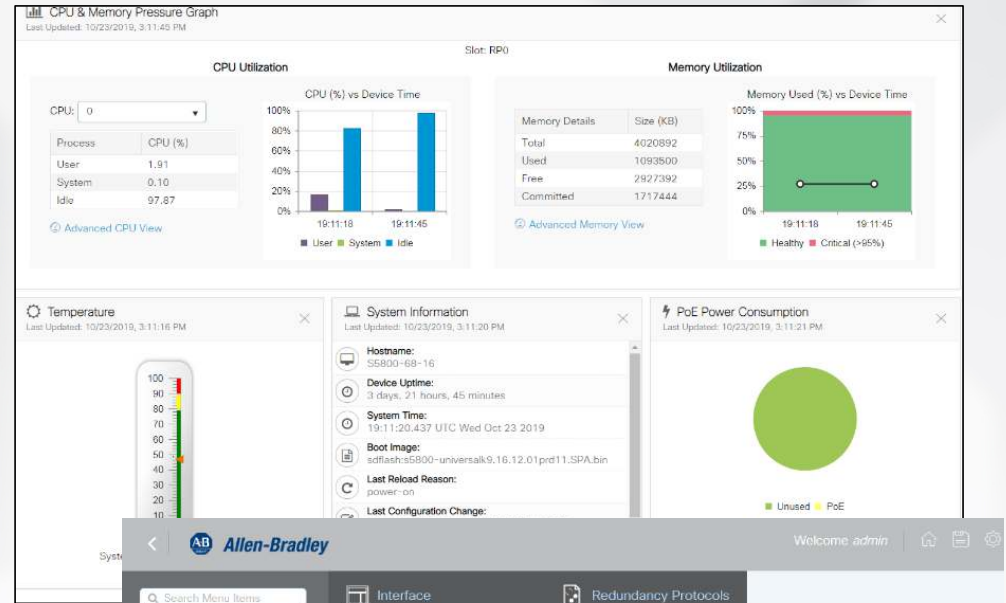 CPU & Memory Pressure Graph
Last Updated: 10/23/2019, 3:11:45 PM
Slot: RP0
CPU Utilization
CPU: 0
Process CPU (%)
User 1.91
System 0.10
Idle 97.87
Advanced CPU View
CPU (%) vs Device Time
100%
80%
60%
40%
20%
0%
19:11:18 19:11:45
User System Idle
Memory Utilization
Memory Details Size (KB)
Total 4020892
Used 1093500
Free 2927392
Committed 1717444
Advanced Memory View
Memory Used (%) vs Device Time
100%
75%
50%
25%
0%
19:11:18 19:11:45
Healthy Critical (>95%)
Temperature
Last Updated: 10/23/2019, 3:11:16 PM
100
90
80
70
60
50
40
30
20
10
Syste
System Information
Last Updated: 10/23/2019, 3:11:20 PM
Hostname:
S5800-68-16
Device Uptime:
3 days, 21 hours, 45 minutes
System Time:
19:11:20.437 UTC Wed Oct 23 2019
Boot Image:
sdflash:s5800-universalk9.16.12.01prd11.SPA.bin
Last Reload Reason:
power-on
Last Configuration Change:
PoE Power Consumption
Last Updated: 10/23/2019, 3:11:21 PM
Unused PoE
AB Allen-Bradley
Welcome admin
Search Menu Items
Interface
Redundancy Protocols